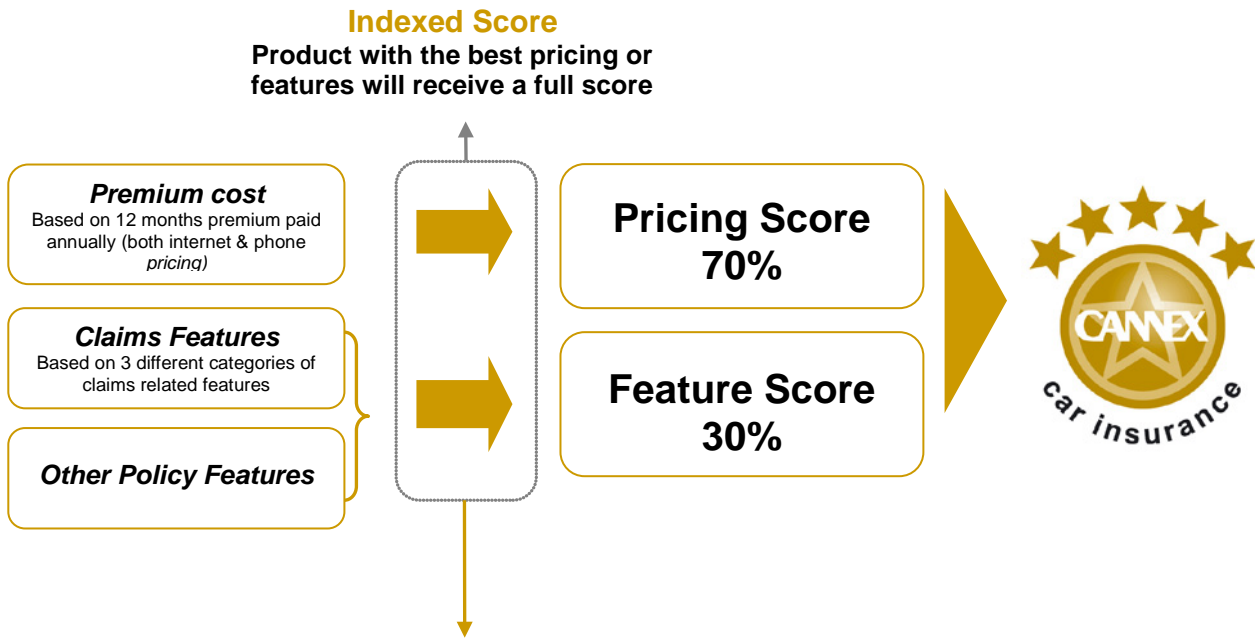 Indexed Score
Product with the best pricing or
features will receive a full score
Premium cost
Based on 12 months premium paid
annually (both internet & phone
pricing)
Claims Features
Based on 3 different categories of
claims related features
Other Policy Features
Pricing Score
70%
Feature Score
30%
CANNEX
car insurance